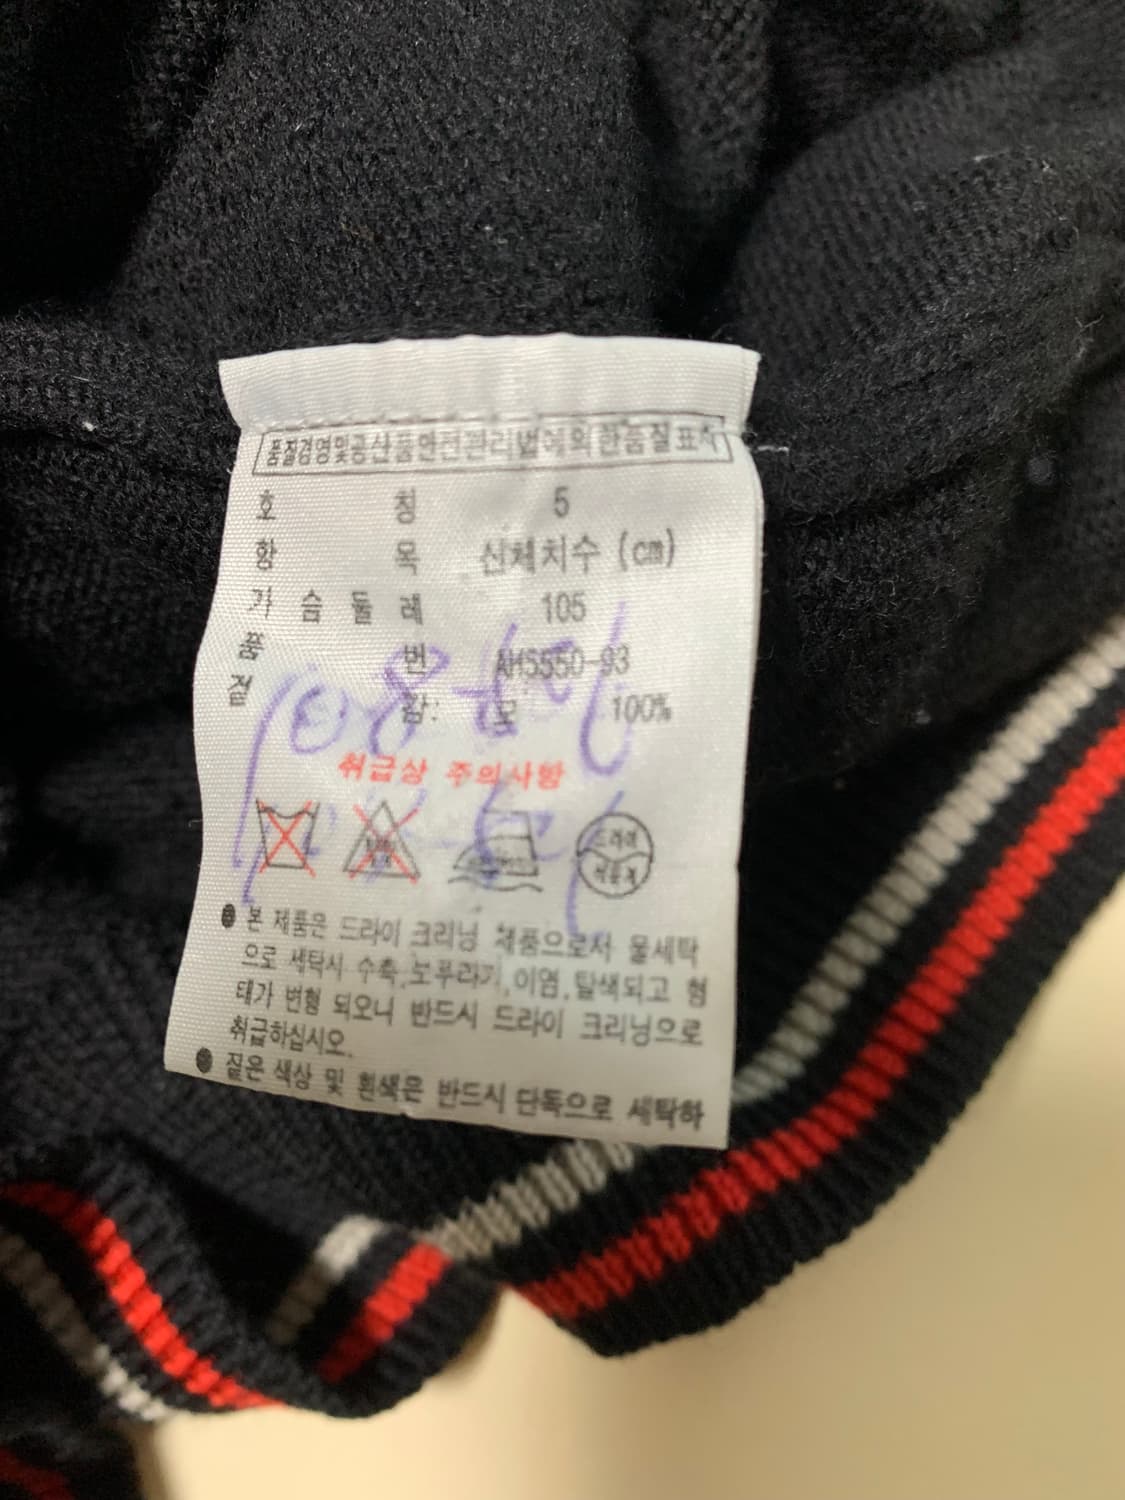 품질경영및공산품안전관리법에의한품질표시
호 칭 5
항 목 신체치수 (cm)
가 슴 둘 레 105
품 번 AH5550-93
겉 감: 모 100%
취급상 주의사항
드라이
석유계
● 본 제품은 드라이 크리닝 제품으로서 물세탁
으로 세탁시 수축,보푸라기,이염,탈색되고 형
태가 변형 되오니 반드시 드라이 크리닝으로
취급하십시오.
● 짙은 색상 및 흰색은 반드시 단독으로 세탁하